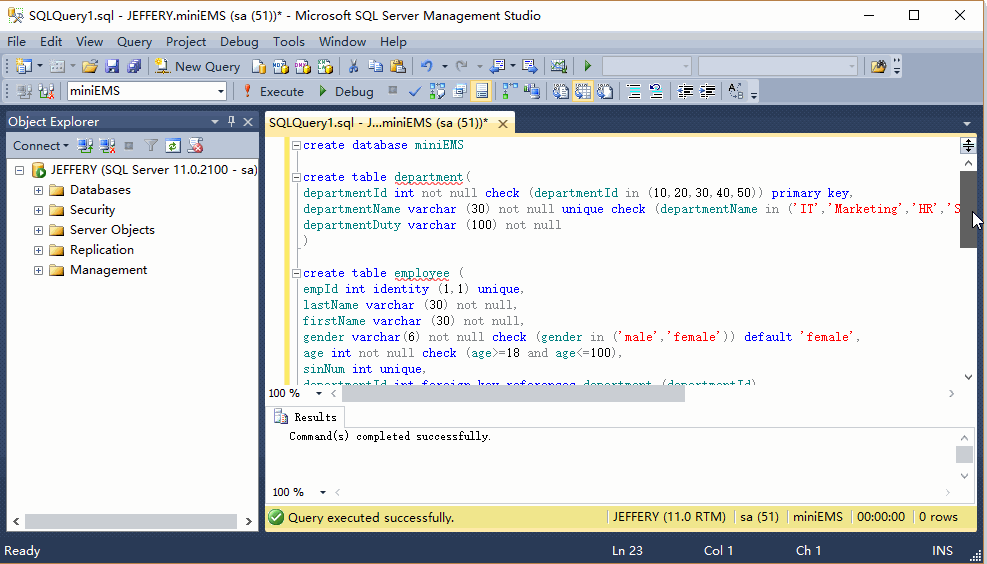 SQLQuery1.sql - JEFFERY.miniEMS (sa (51))* - Microsoft SQL Server Management Studio
File Edit View Query Project Debug Tools Window Help
New Query
miniEMS Execute Debug
Object Explorer
Connect
JEFFERY (SQL Server 11.0.2100 - sa)
Databases
Security
Server Objects
Replication
Management
SQLQuery1.sql - J...miniEMS (sa (51))*
create database miniEMS
create table department(
departmentId int not null check (departmentId in (10,20,30,40,50)) primary key,
departmentName varchar (30) not null unique check (departmentName in ('IT','Marketing','HR','S
departmentDuty varchar (100) not null
)
create table employee (
empId int identity (1,1) unique,
lastName varchar (30) not null,
firstName varchar (30) not null,
gender varchar(6) not null check (gender in ('male','female')) default 'female',
age int not null check (age>=18 and age<=100),
sinNum int unique,
departmentId int foreign key references department (departmentId)
100 %
Results
Command(s) completed successfully.
100 %
Query executed successfully. JEFFERY (11.0 RTM) sa (51) miniEMS 00:00:00 0 rows
Ready Ln 23 Col 1 Ch 1 INS